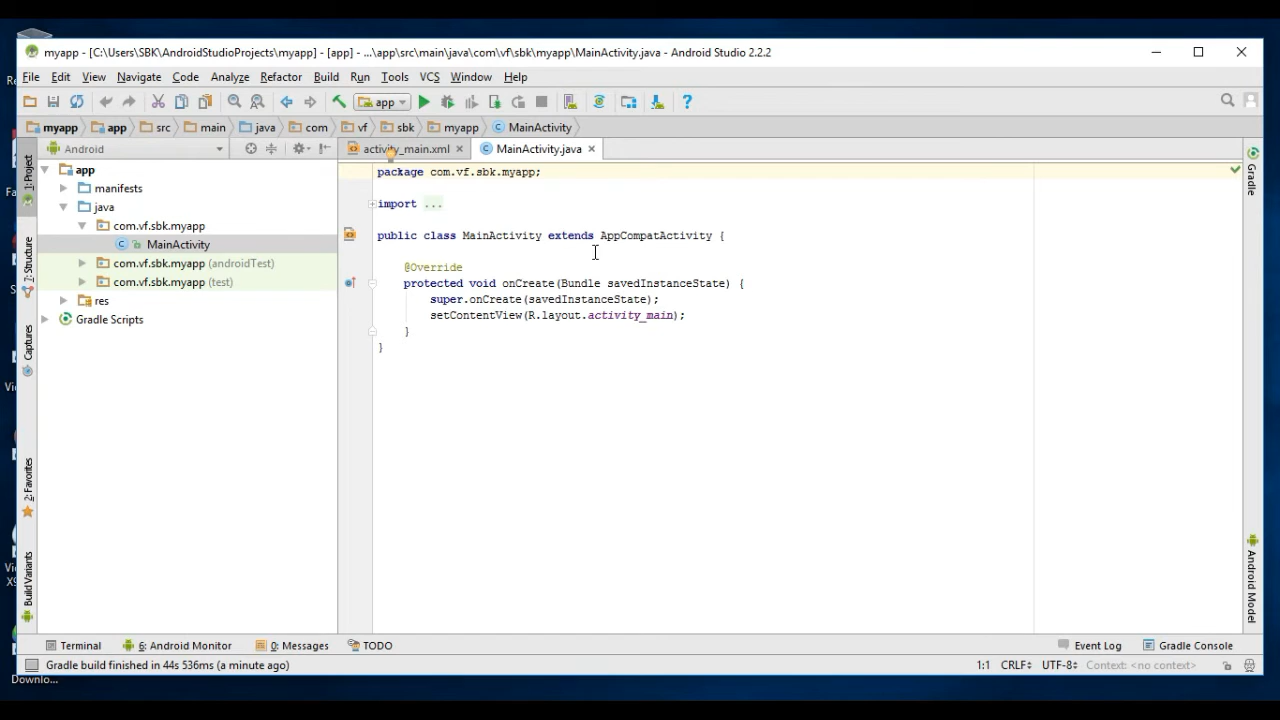 myapp - [C:\Users\SBK\AndroidStudioProjects\myapp] - [app] - ...\app\src\main\java\com\vf\sbk\myapp\MainActivity.java - Android Studio 2.2.2
File Edit View Navigate Code Analyze Refactor Build Run Tools VCS Window Help
app
myapp app src main java com vf sbk myapp MainActivity
Android
activity_main.xml
MainActivity.java
1: Project
7: Structure
Captures
2: Favorites
Build Variants
app
manifests
java
com.vf.sbk.myapp
MainActivity
com.vf.sbk.myapp (androidTest)
com.vf.sbk.myapp (test)
res
Gradle Scripts
package com.vf.sbk.myapp;
import ...
public class MainActivity extends AppCompatActivity {
@Override
protected void onCreate(Bundle savedInstanceState) {
super.onCreate(savedInstanceState);
setContentView(R.layout.activity_main);
}
}
Gradle
Android Model
Terminal 6: Android Monitor 0: Messages TODO Event Log Gradle Console
Gradle build finished in 44s 536ms (a minute ago) 1:1 CRLF UTF-8 Context: <no context>
Downlo...